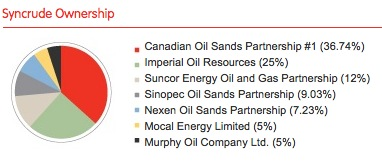 Syncrude Ownership
Canadian Oil Sands Partnership #1 (36.74%)
Imperial Oil Resources (25%)
Suncor Energy Oil and Gas Partnership (12%)
Sinopec Oil Sands Partnership (9.03%)
Nexen Oil Sands Partnership (7.23%)
Mocal Energy Limited (5%)
Murphy Oil Company Ltd. (5%)